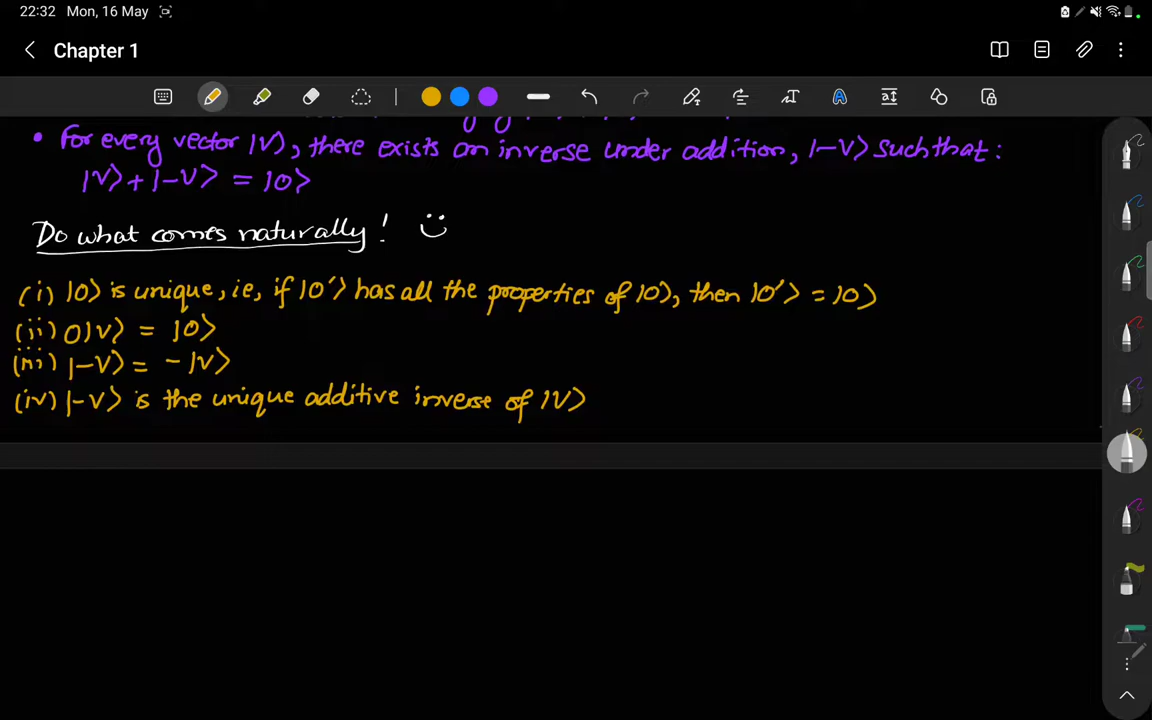 22:32 Mon, 16 May
Chapter 1
• For every vector |V⟩, there exists an inverse under addition, |-V⟩ such that:
|V⟩ + |-V⟩ = |0⟩
Do what comes naturally!
(i) |0⟩ is unique, ie, if |0'⟩ has all the properties of |0⟩, then |0'⟩ = |0⟩
(ii) 0|V⟩ = |0⟩
(iii) |-V⟩ = -|V⟩
(iv) |-V⟩ is the unique additive inverse of |V⟩